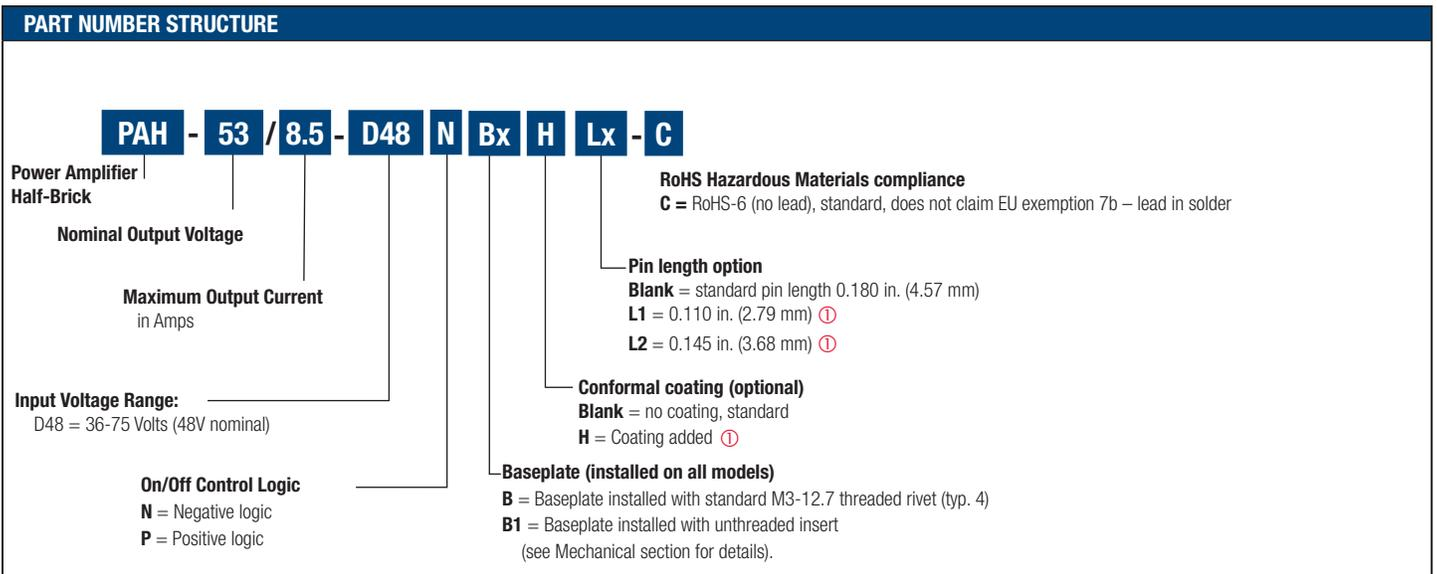 PART NUMBER STRUCTURE
PAH - 53 / 8.5 - D48 N Bx H Lx - C
Power Amplifier
Half-Brick
Nominal Output Voltage
Maximum Output Current
in Amps
Input Voltage Range:
D48 = 36-75 Volts (48V nominal)
On/Off Control Logic
N = Negative logic
P = Positive logic
RoHS Hazardous Materials compliance
C = RoHS-6 (no lead), standard, does not claim EU exemption 7b – lead in solder
Pin length option
Blank = standard pin length 0.180 in. (4.57 mm)
L1 = 0.110 in. (2.79 mm) ①
L2 = 0.145 in. (3.68 mm) ①
Conformal coating (optional)
Blank = no coating, standard
H = Coating added ①
Baseplate (installed on all models)
B = Baseplate installed with standard M3-12.7 threaded rivet (typ. 4)
B1 = Baseplate installed with unthreaded insert
(see Mechanical section for details).